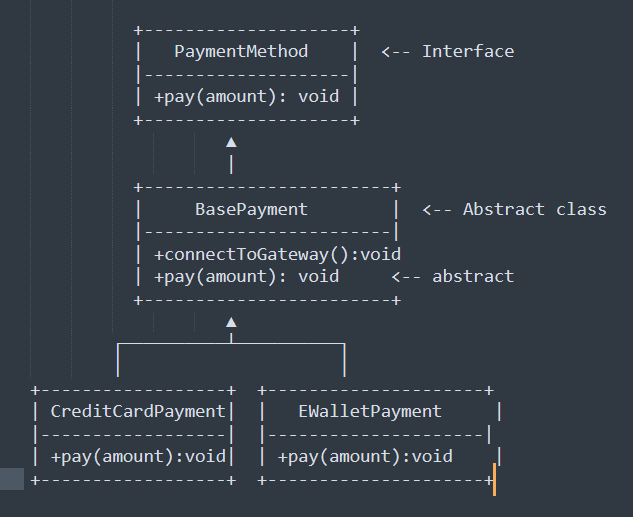 +--------------------+
|   PaymentMethod    |  <-- Interface
|--------------------|
| +pay(amount): void |
+--------------------+
▲
|
+------------------------+
|     BasePayment        |  <-- Abstract class
|------------------------|
| +connectToGateway():void
| +pay(amount): void     <-- abstract
+------------------------+
▲
┌───────────┴──────────┐
│                      │
+------------------+  +---------------------+
| CreditCardPayment|  |   EWalletPayment     |
|------------------|  |---------------------|
| +pay(amount):void|  | +pay(amount):void    |
+------------------+  +---------------------+